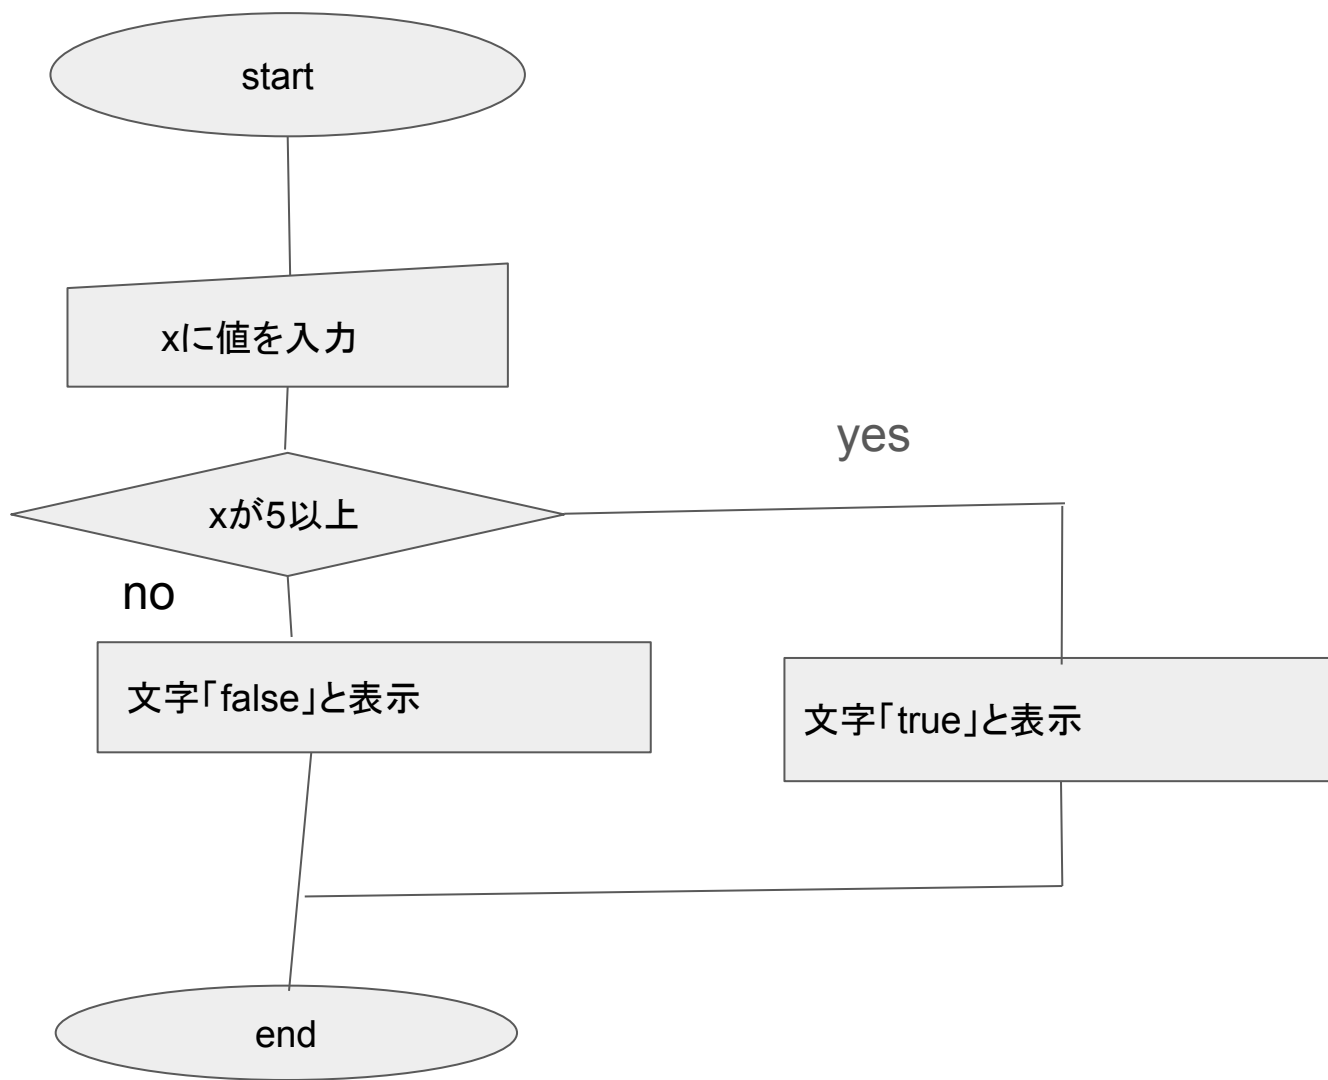 start
xに値を入力
yes
xが5以上
no
文字「false」と表示
文字「true」と表示
end